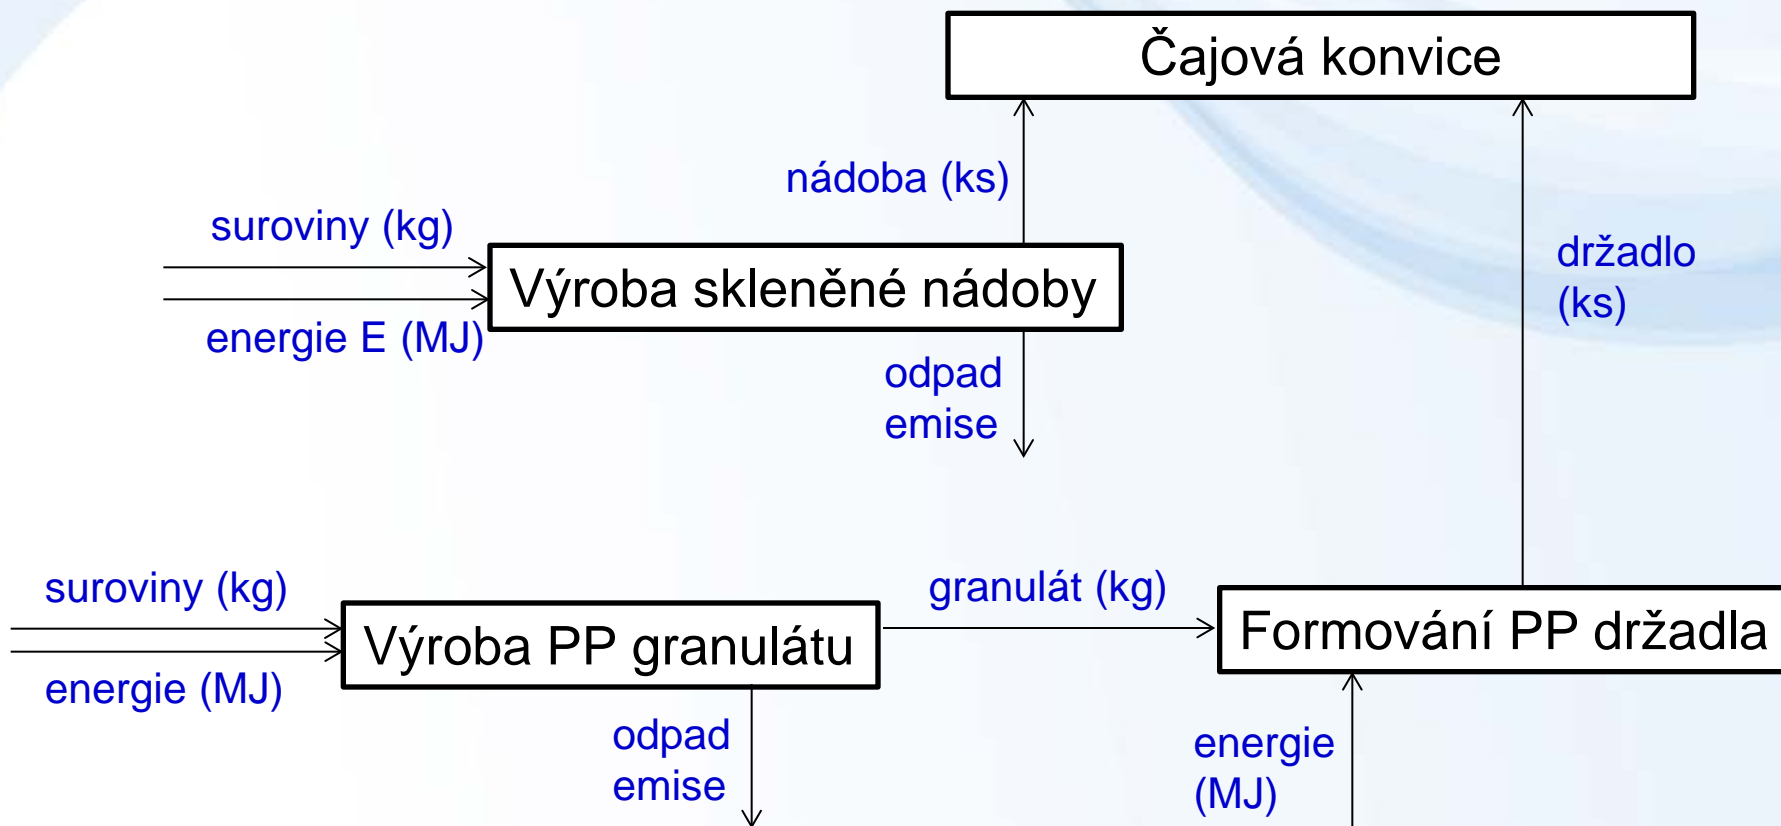 Čajová konvice
nádoba (ks)
suroviny (kg)
držadlo
(ks)
Výroba skleněné nádoby
energie E (MJ)
odpad
emise
suroviny (kg)
granulát (kg)
Výroba PP granulátu
Formování PP držadla
energie (MJ)
odpad
emise
energie
(MJ)